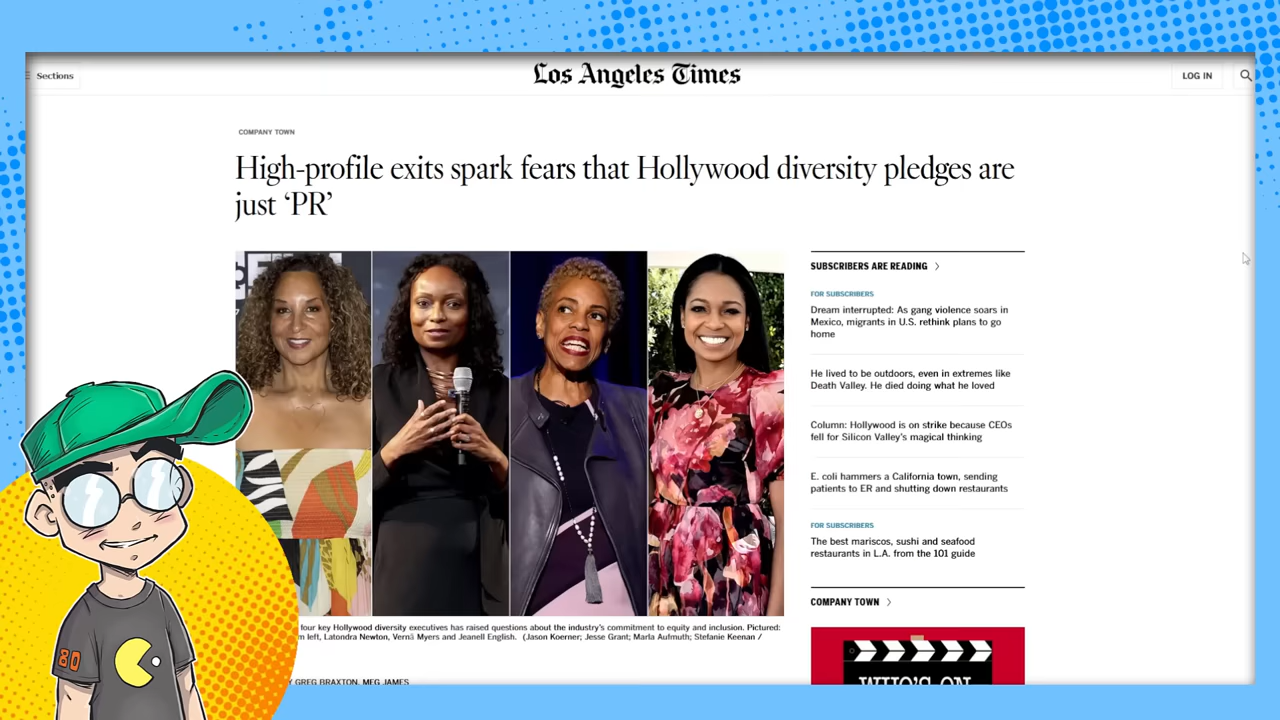 Sections
Los Angeles Times
LOG IN
COMPANY TOWN
High-profile exits spark fears that Hollywood diversity pledges are
just ‘PR’
four key Hollywood diversity executives has raised questions about the industry's commitment to equity and inclusion. Pictured:
left, Latondra Newton, Vernā Myers and Jeanell English. (Jason Koerner; Jesse Grant; Marla Aufmuth; Stefanie Keenan /
GREG BRAXTON, MEG JAMES
SUBSCRIBERS ARE READING
FOR SUBSCRIBERS
Dream interrupted: As gang violence soars in
Mexico, migrants in U.S. rethink plans to go
home
He lived to be outdoors, even in extremes like
Death Valley. He died doing what he loved
Column: Hollywood is on strike because CEOs
fell for Silicon Valley's magical thinking
E. coli hammers a California town, sending
patients to ER and shutting down restaurants
FOR SUBSCRIBERS
The best mariscos, sushi and seafood
restaurants in L.A. from the 101 guide
COMPANY TOWN
WHO'S ON
80